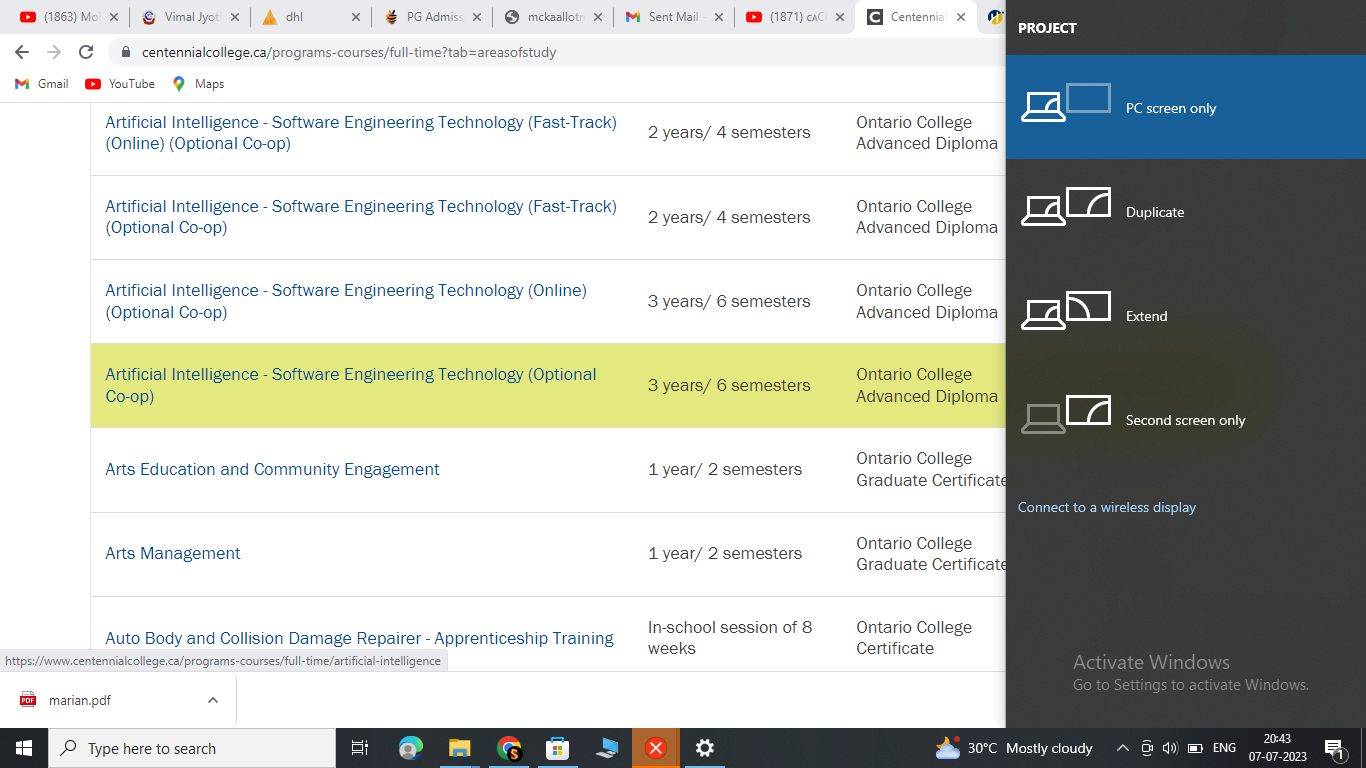 (1863) Mo
Vimal Jyot
dhl
PG Admiss
mckaallotm
Sent Mail -
(1871) cᴀᴄ
Centennial
centennialcollege.ca/programs-courses/full-time?tab=areasofstudy
Gmail
YouTube
Maps
Artificial Intelligence - Software Engineering Technology (Fast-Track)
(Online) (Optional Co-op)
2 years/ 4 semesters
Ontario College
Advanced Diploma
Artificial Intelligence - Software Engineering Technology (Fast-Track)
(Optional Co-op)
2 years/ 4 semesters
Ontario College
Advanced Diploma
Artificial Intelligence - Software Engineering Technology (Online)
(Optional Co-op)
3 years/ 6 semesters
Ontario College
Advanced Diploma
Artificial Intelligence - Software Engineering Technology (Optional
Co-op)
3 years/ 6 semesters
Ontario College
Advanced Diploma
Arts Education and Community Engagement
1 year/ 2 semesters
Ontario College
Graduate Certificate
Arts Management
1 year/ 2 semesters
Ontario College
Graduate Certificate
Auto Body and Collision Damage Repairer - Apprenticeship Training
In-school session of 8
weeks
Ontario College
Certificate
https://www.centennialcollege.ca/programs-courses/full-time/artificial-intelligence
PDF
marian.pdf
PROJECT
PC screen only
Duplicate
Extend
Second screen only
Connect to a wireless display
Activate Windows
Go to Settings to activate Windows.
Type here to search
30°C Mostly cloudy
ENG
20:43
07-07-2023
1